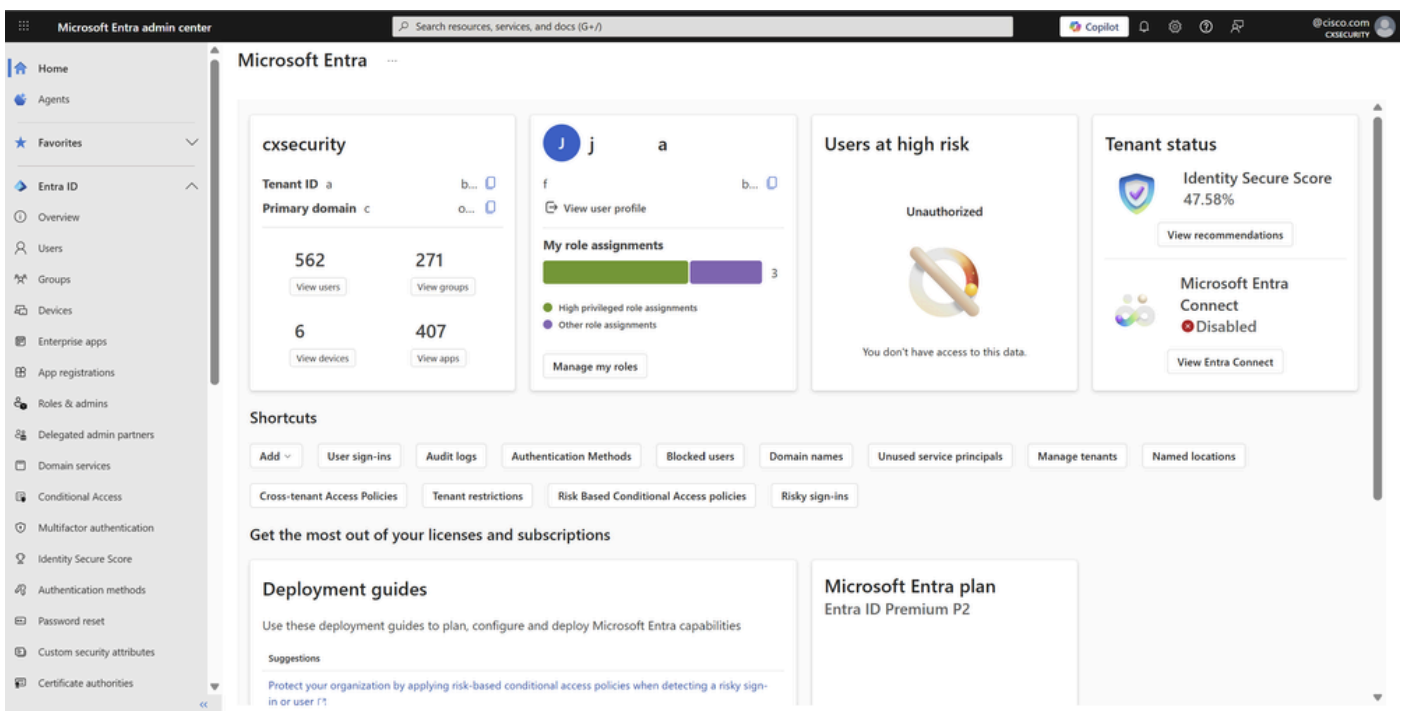 Microsoft Entra admin center
Search resources, services, and docs (G+/)
Copilot
@cisco.com
CXSECURITY
Home
Agents
Favorites
Entra ID
Overview
Users
Groups
Devices
Enterprise apps
App registrations
Roles & admins
Delegated admin partners
Domain services
Conditional Access
Multifactor authentication
Identity Secure Score
Authentication methods
Password reset
Custom security attributes
Certificate authorities
Microsoft Entra ...
cxsecurity
Tenant ID a b...
Primary domain c o...
562 271
View users View groups
6 407
View devices View apps
J j a
f b...
View user profile
My role assignments
3
High privileged role assignments
Other role assignments
Manage my roles
Users at high risk
Unauthorized
You don't have access to this data.
Tenant status
Identity Secure Score
47.58%
View recommendations
Microsoft Entra
Connect
Disabled
View Entra Connect
Shortcuts
Add User sign-ins Audit logs Authentication Methods Blocked users Domain names Unused service principals Manage tenants Named locations
Cross-tenant Access Policies Tenant restrictions Risk Based Conditional Access policies Risky sign-ins
Get the most out of your licenses and subscriptions
Deployment guides
Use these deployment guides to plan, configure and deploy Microsoft Entra capabilities
Suggestions
Protect your organization by applying risk-based conditional access policies when detecting a risky sign-
in or user
Microsoft Entra plan
Entra ID Premium P2